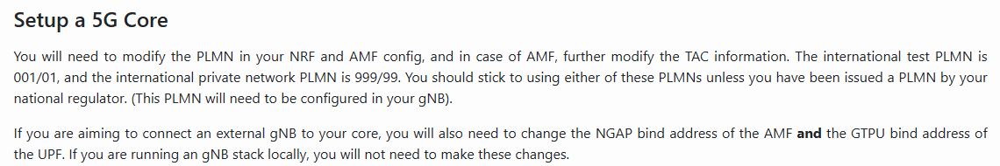 Setup a 5G Core
You will need to modify the PLMN in your NRF and AMF config, and in case of AMF, further modify the TAC information. The international test PLMN is
001/01, and the international private network PLMN is 999/99. You should stick to using either of these PLMNs unless you have been issued a PLMN by your
national regulator. (This PLMN will need to be configured in your gNB).
If you are aiming to connect an external gNB to your core, you will also need to change the NGAP bind address of the AMF and the GTPU bind address of
the UPF. If you are running an gNB stack locally, you will not need to make these changes.